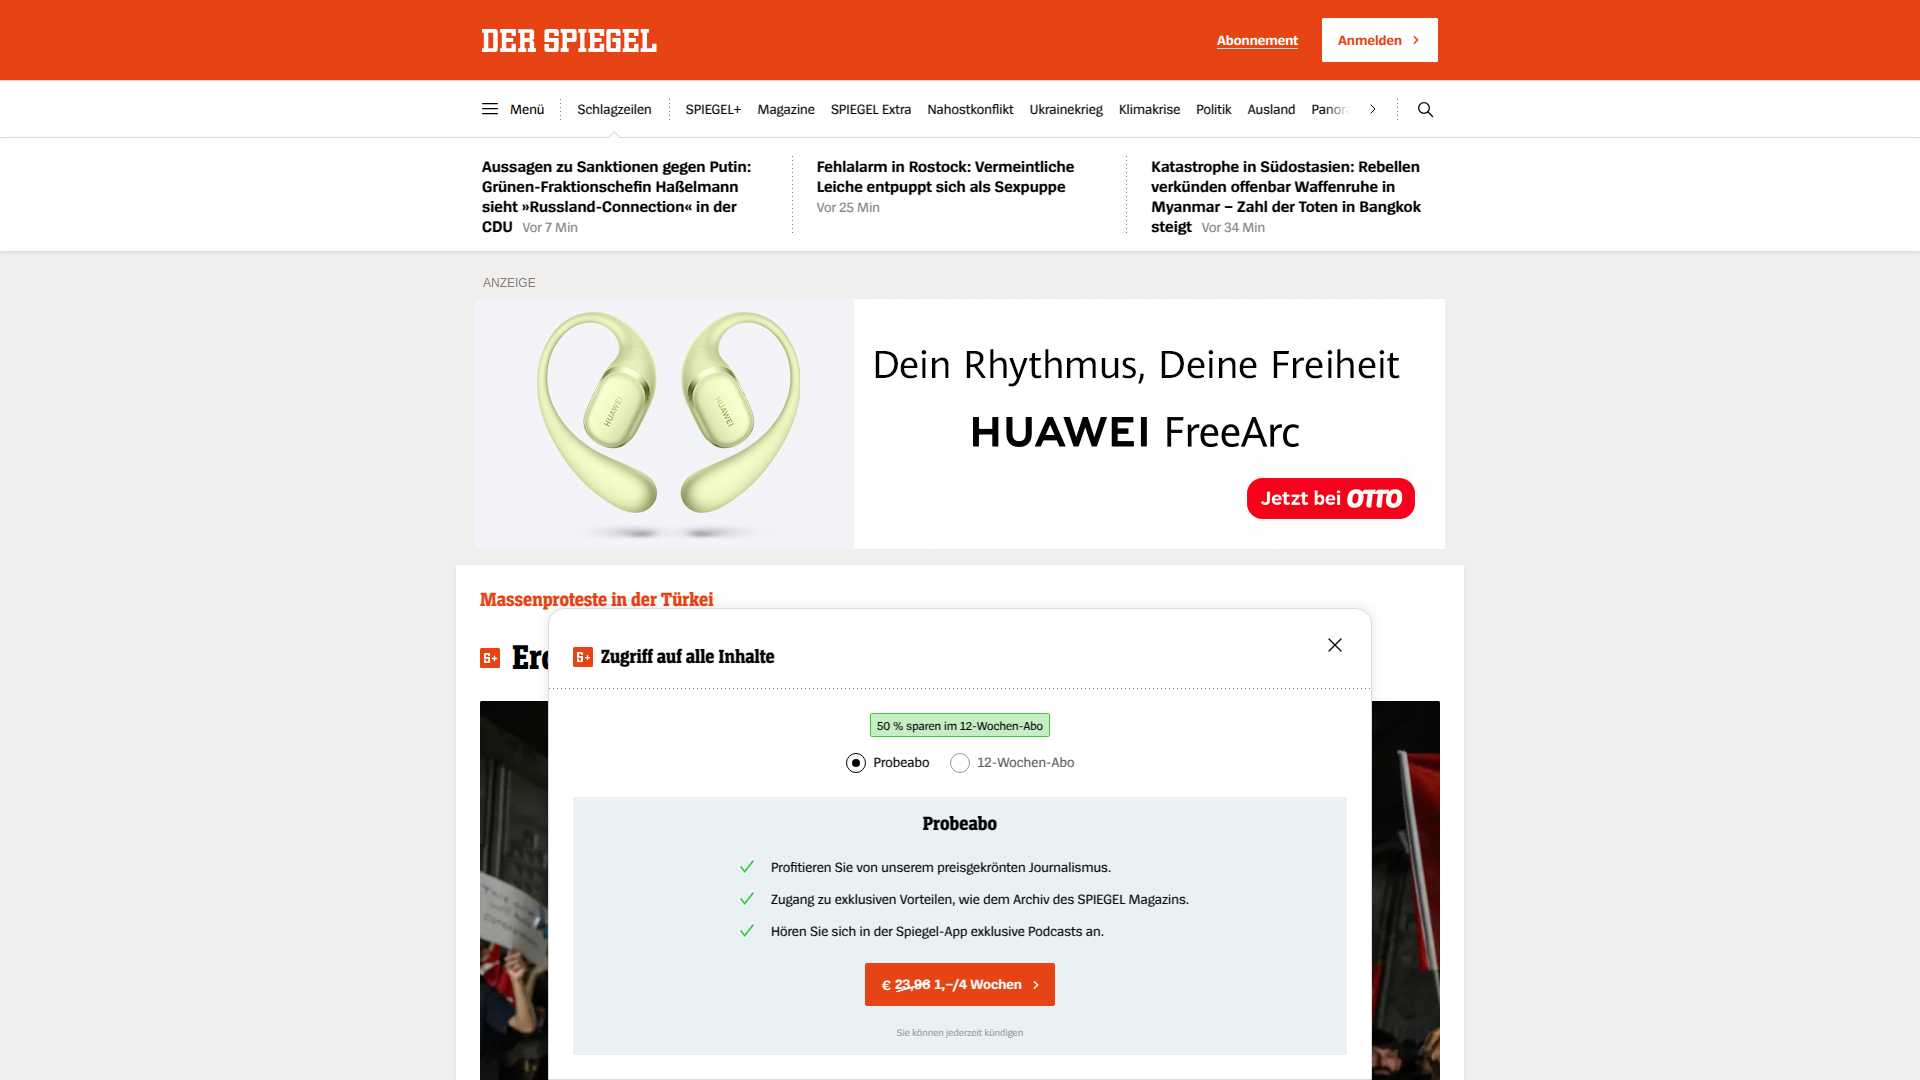 DER SPIEGEL
Abonnement
Anmelden
Menü
Schlagzeilen
SPIEGEL+
Magazine
SPIEGEL Extra
Nahostkonflikt
Ukrainekrieg
Klimakrise
Politik
Ausland
Aussagen zu Sanktionen gegen Putin:
Grünen-Fraktionschefin Haßelmann
sieht »Russland-Connection« in der
CDU Vor 7 Min
Fehlalarm in Rostock: Vermeintliche
Leiche entpuppt sich als Sexpuppe
Vor 25 Min
Katastrophe in Südostasien: Rebellen
verkünden offenbar Waffenruhe in
Myanmar – Zahl der Toten in Bangkok
steigt Vor 34 Min
ANZEIGE
HUAWEI
HUAWEI
Dein Rhythmus, Deine Freiheit
HUAWEI FreeArc
Jetzt bei OTTO
Massenproteste in der Türkei
S+
S+ Zugriff auf alle Inhalte
50 % sparen im 12-Wochen-Abo
Probeabo
12-Wochen-Abo
Probeabo
Profitieren Sie von unserem preisgekrönten Journalismus.
Zugang zu exklusiven Vorteilen, wie dem Archiv des SPIEGEL Magazins.
Hören Sie sich in der Spiegel-App exklusive Podcasts an.
€ 23,96 1,–/4 Wochen
Sie können jederzeit kündigen